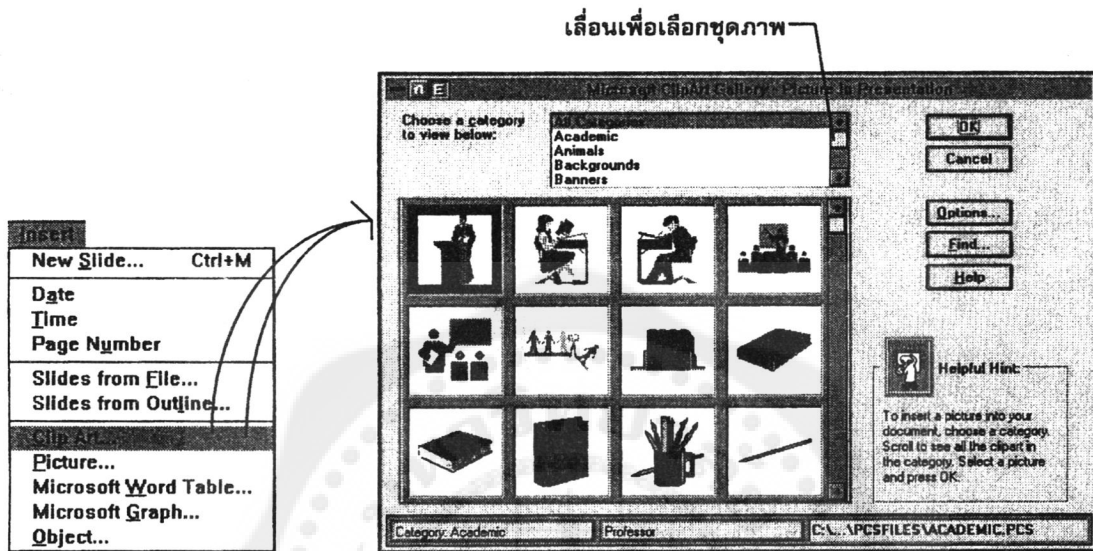 เลื่อนเพื่อเลือกชุดภาพ
Insert
New Slide... Ctrl+M
Date
Time
Page Number
Slides from File...
Slides from Outline...
Clip Art...
Picture...
Microsoft Word Table...
Microsoft Graph...
Object...
Microsoft ClipArt Gallery - Picture in Presentation
Choose a category
to view below:
All Categories
Academic
Animals
Backgrounds
Banners
OK
Cancel
Options...
Find...
Help
Helpful Hint:
To insert a picture into your
document, choose a category.
Scroll to see all the clipart in
the category. Select a picture
and press OK.
Category: Academic
Professor
C:\...\PCSFILES\ACADEMIC.PCS